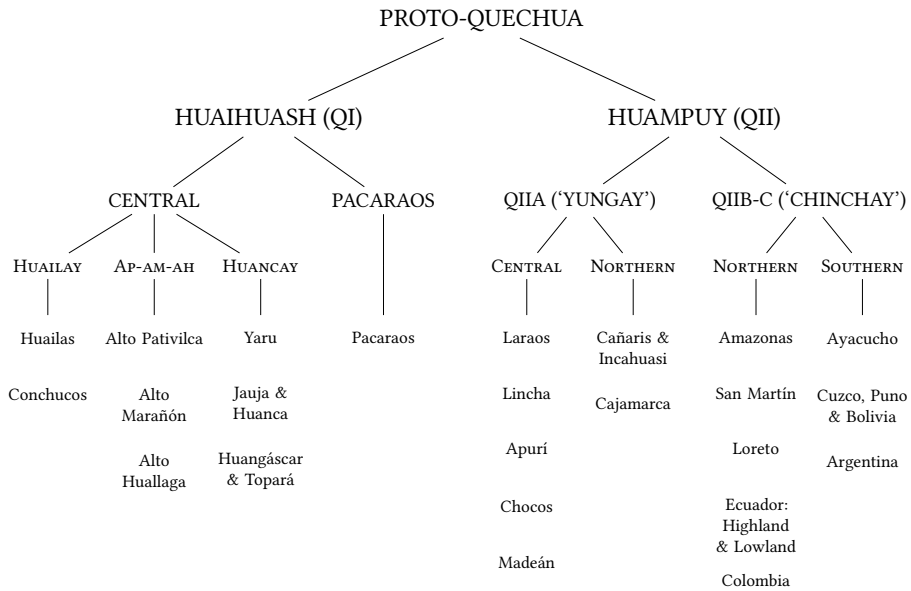 PROTO-QUECHUA
HUAIHUASH (QI) HUAMPUY (QII)
CENTRAL PACARAOS QIIA (‘YUNGAY’) QIIB-C (‘CHINCHAY’)
Huailay Ap-am-ah Huancay Central Northern Northern Southern
Huailas Alto Pativilca Yaru Pacaraos Laraos Cañaris & Incahuasi Amazonas Ayacucho
Conchucos Alto Marañón Jauja & Huanca Lincha Cajamarca San Martín Cuzco, Puno & Bolivia
Alto Huallaga Huangáscar & Topará Apurí Loreto Argentina
Chocos Ecuador: Highland & Lowland
Madeán Colombia